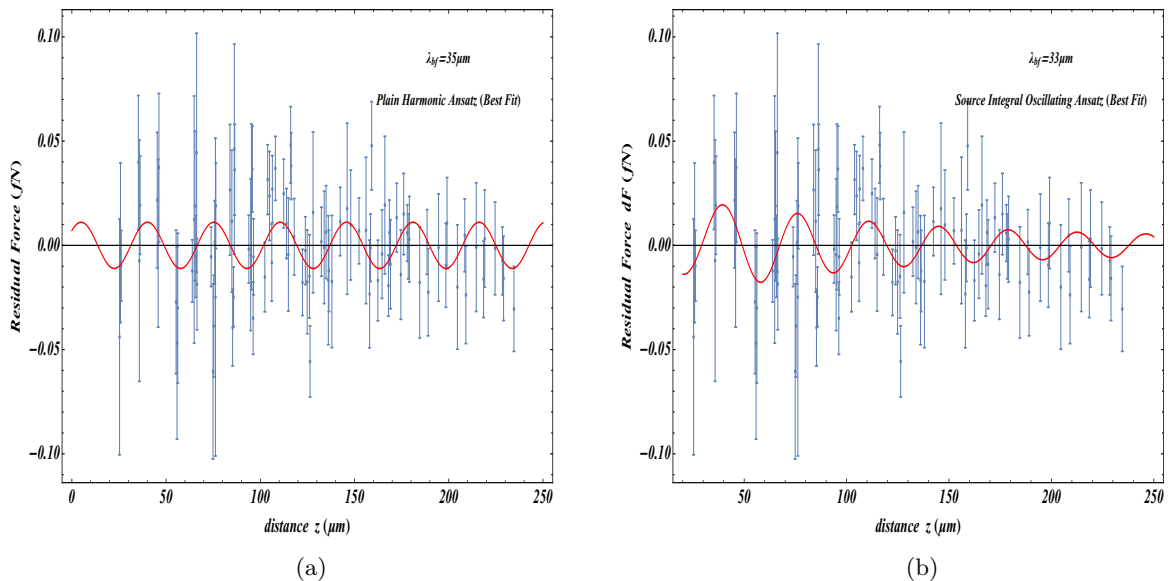 λbf=35μm
Plain Harmonic Ansatz (Best Fit)
Residual Force (fN)
0.10
0.05
0.00
−0.05
−0.10
0
50
100
150
200
250
distance z (μm)
(a)
λbf=33μm
Source Integral Oscillating Ansatz (Best Fit)
Residual Force dF (fN)
0.10
0.05
0.00
−0.05
−0.10
50
100
150
200
250
distance z (μm)
(b)